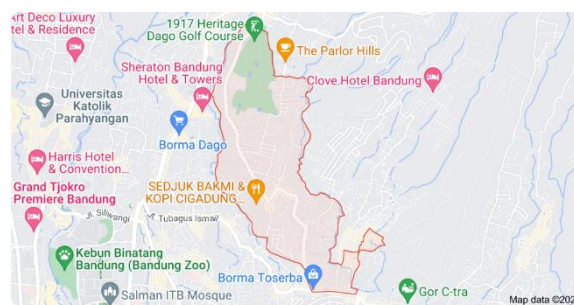 Art Deco Luxury
Hotel & Residence
1917 Heritage
Dago Golf Course
The Parlor Hills
Sheraton Bandung
Hotel & Towers
Clove Hotel Bandung
Universitas
Katolik
Parahyangan
Borma Dago
Harris Hotel
& Convention...
Grand Tjokro
Premiere Bandung
SEDJUK BAKMI &
KOPI CIGADUNG...
Jl. Siliwangi
Jl. Tubagus Ismail
Kebun Binatang
Bandung (Bandung Zoo)
Borma Toserba
Salman ITB Mosque
Gor C-tra
Map data ©202